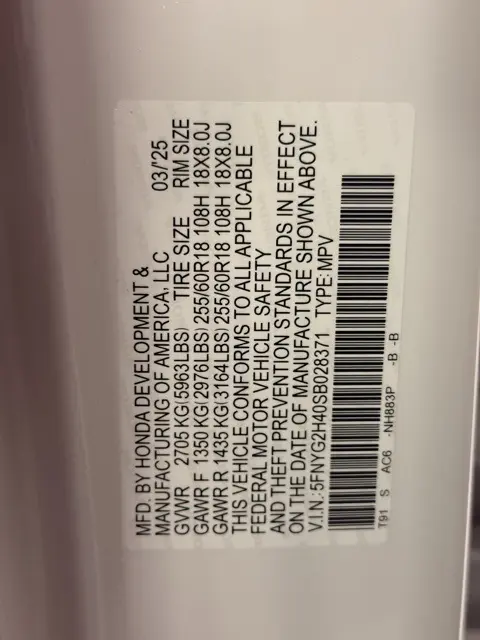 MFD. BY HONDA DEVELOPMENT &
MANUFACTURING OF AMERICA, LLC 03/'25
GVWR 2705 KG(5963LBS) TIRE SIZE RIM SIZE
GAWR F 1350 KG(2976LBS) 255/60R18 108H 18X8.0J
GAWR R 1435 KG(3164LBS) 255/60R18 108H 18X8.0J
THIS VEHICLE CONFORMS TO ALL APPLICABLE
FEDERAL MOTOR VEHICLE SAFETY
AND THEFT PREVENTION STANDARDS IN EFFECT
ON THE DATE OF MANUFACTURE SHOWN ABOVE.
V.I.N.:5FNYG2H40SB028371 TYPE:MPV
T91 S AC6 -NH883P -B -B